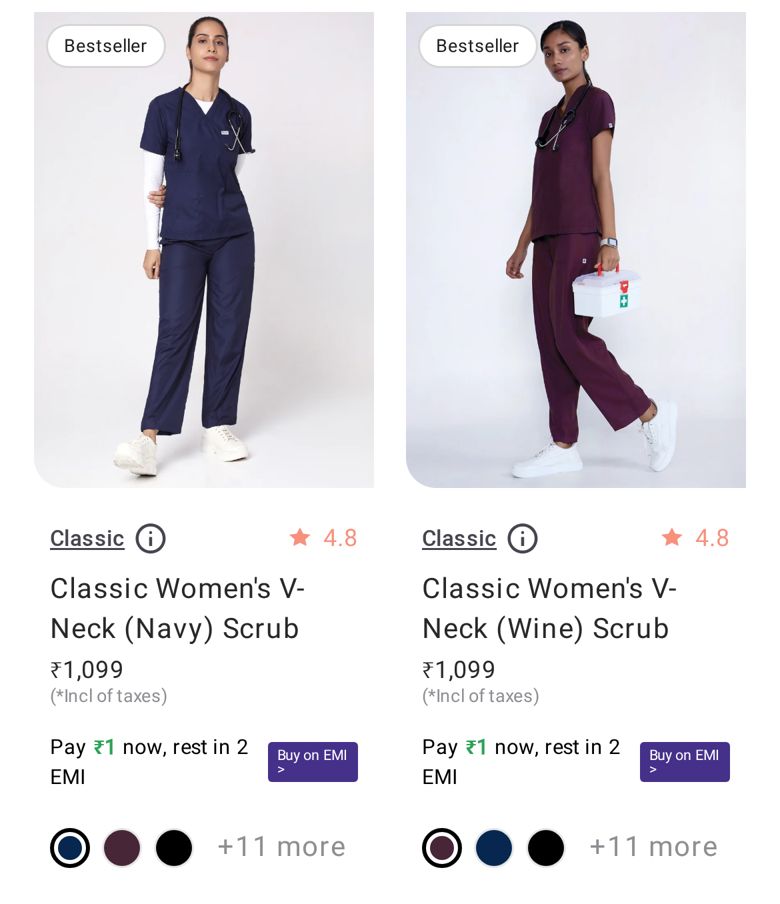 Bestseller
Classic
4.8
Classic Women's V-
Neck (Navy) Scrub
₹1,099
(*Incl of taxes)
Pay ₹1 now, rest in 2
EMI
Buy on EMI
>
+11 more
Bestseller
Classic
4.8
Classic Women's V-
Neck (Wine) Scrub
₹1,099
(*Incl of taxes)
Pay ₹1 now, rest in 2
EMI
Buy on EMI
>
+11 more